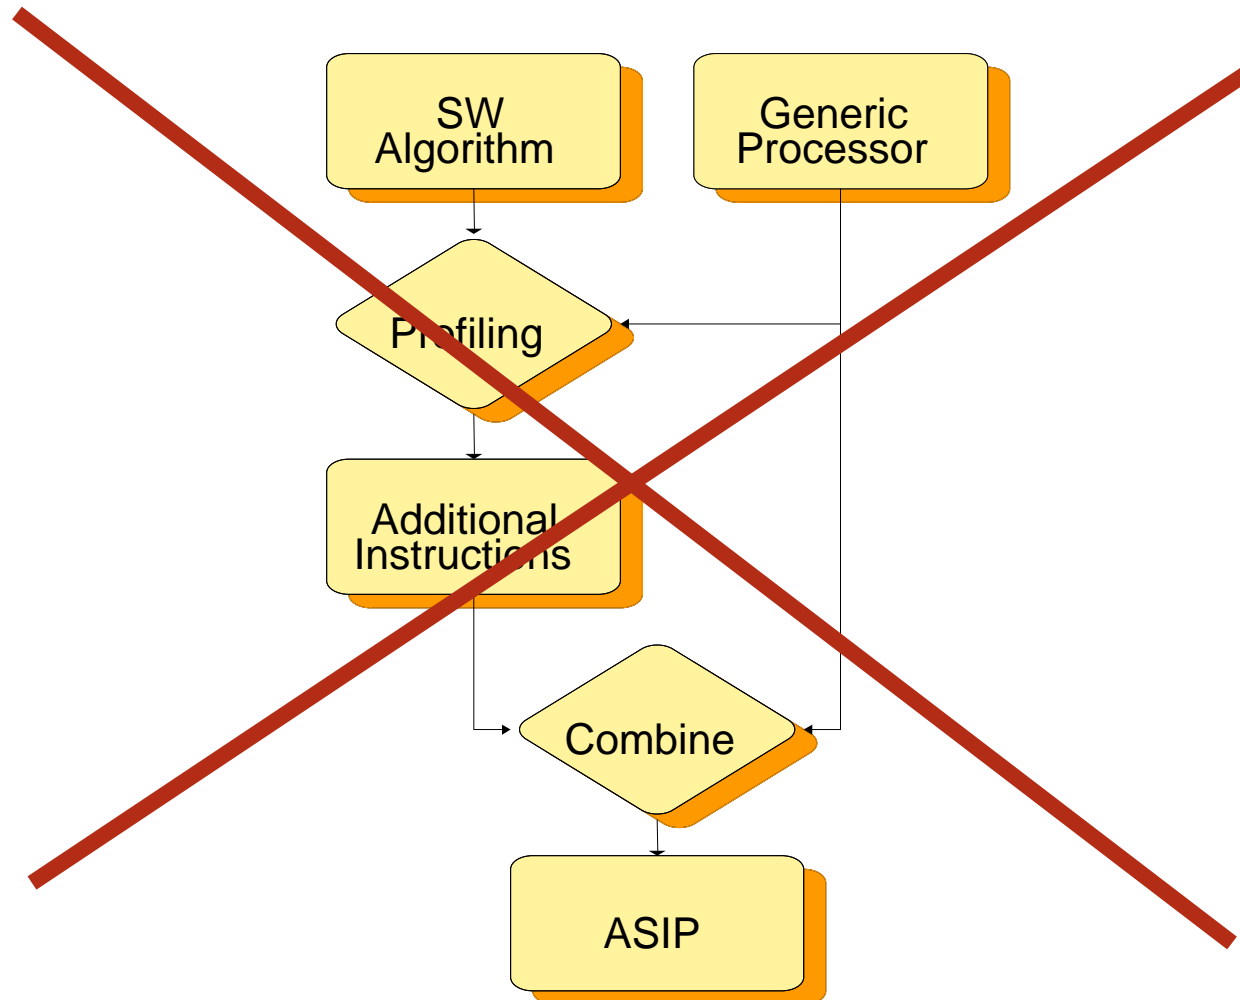 SW
Algorithm
Generic
Processor
Profiling
Additional
Instructions
Combine
ASIP